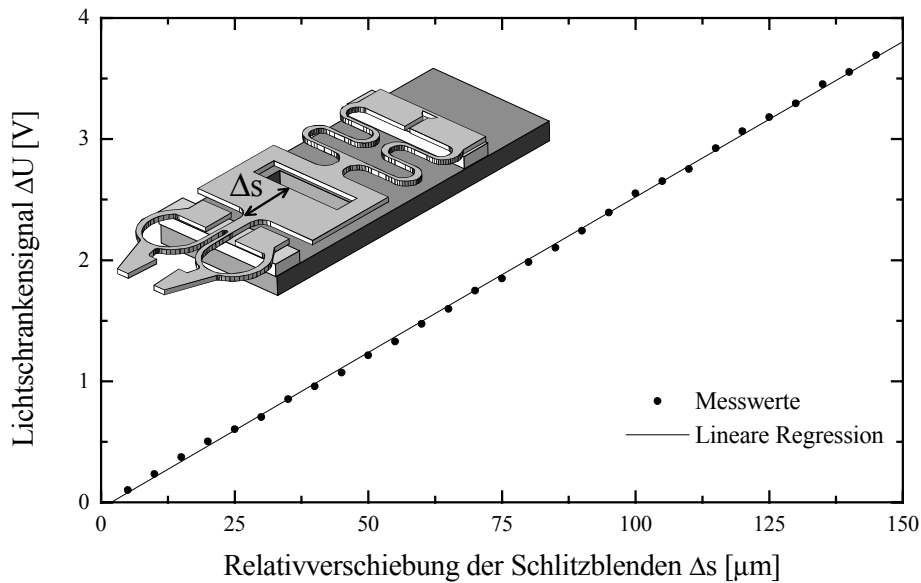 Lichtschrankensignal ΔU [V]
4
3
2
1
0
Δs
Messwerte
Lineare Regression
0 25 50 75 100 125 150
Relativverschiebung der Schlitzblenden Δs [µm]